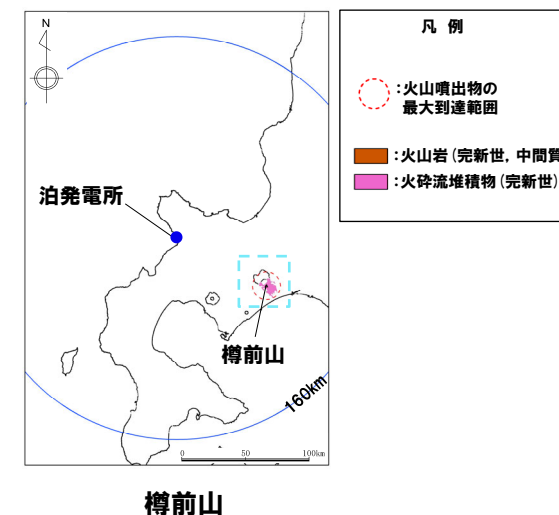 N
泊発電所
樽前山
160km
0 50 100km
樽前山
凡 例
:火山噴出物の
最大到達範囲
:火山岩(完新世, 中間質
:火砕流堆積物(完新世)